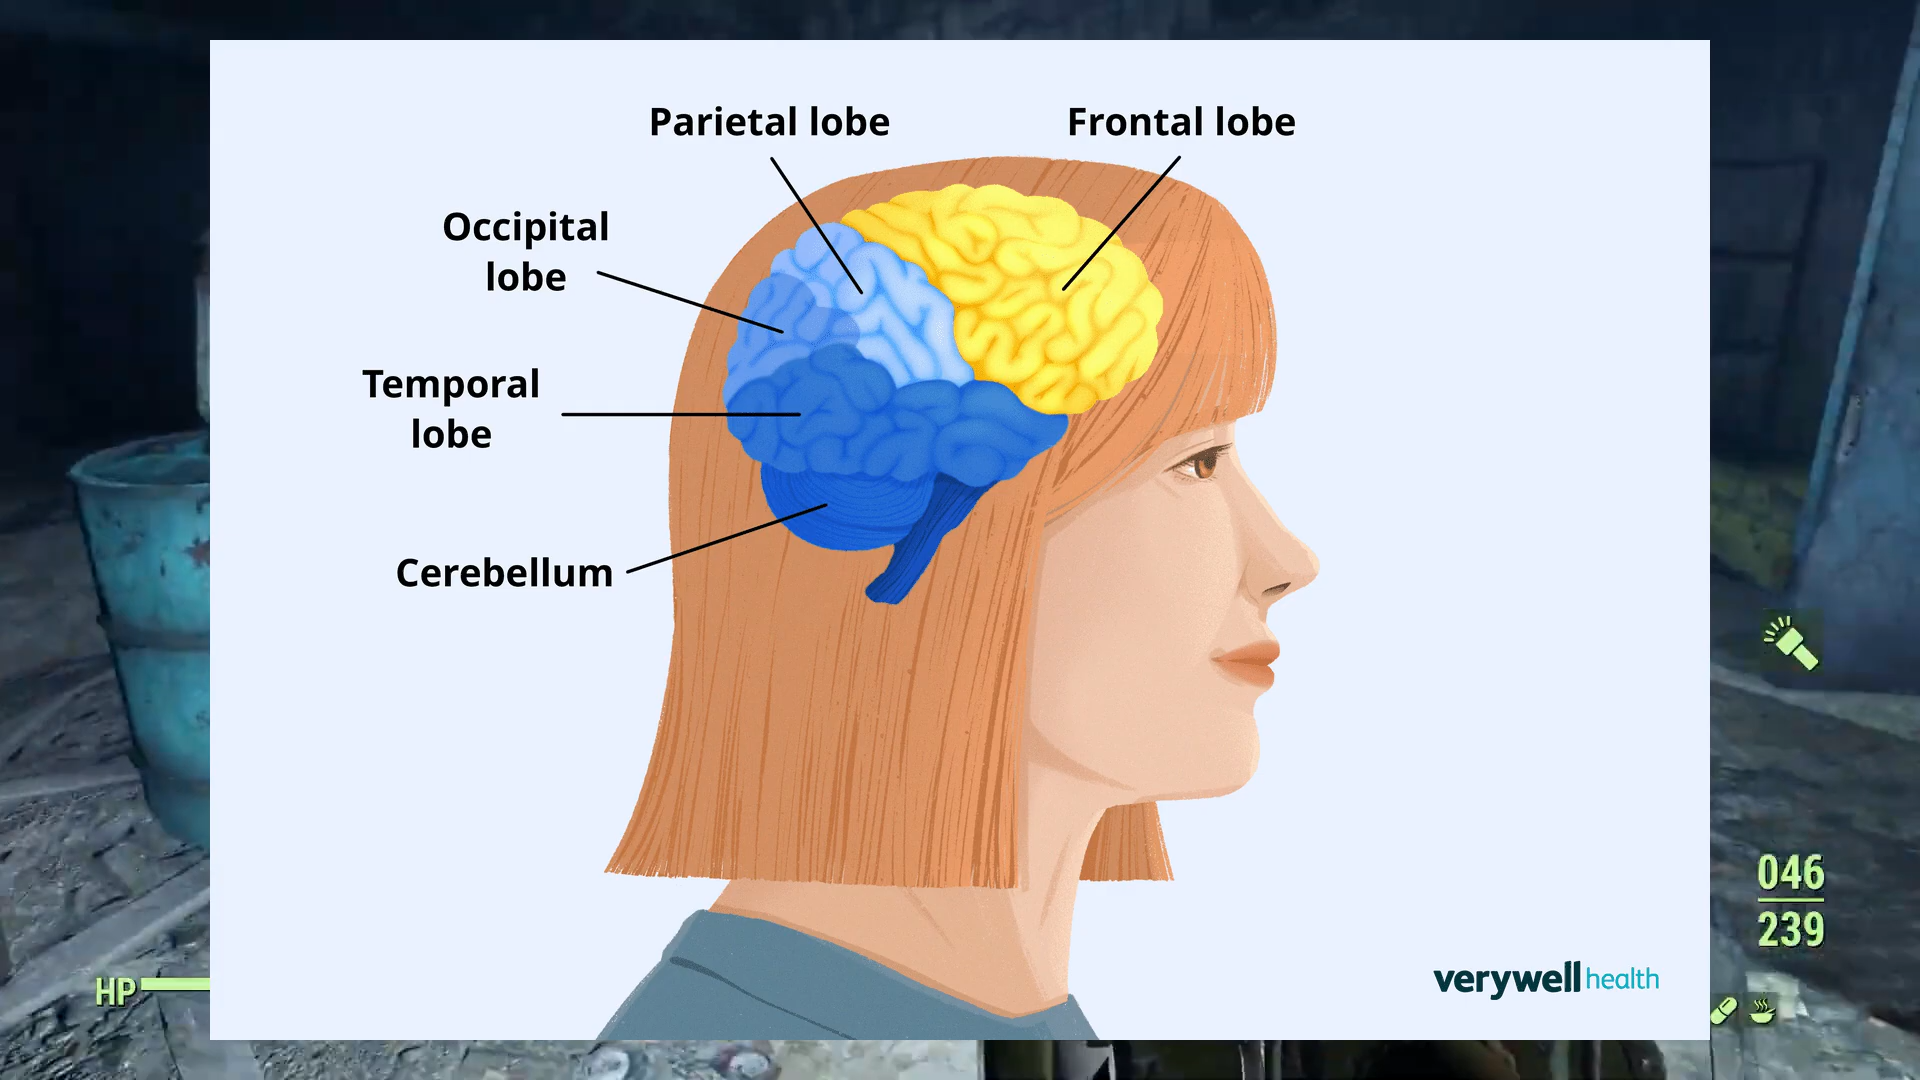 Parietal lobe
Frontal lobe
Occipital
lobe
Temporal
lobe
Cerebellum
verywell health
046
239
HP